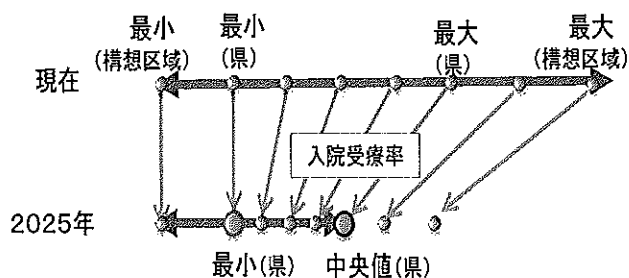 最小
(構想区域)
最小
(県)
最大
(県)
最大
(構想区域)
現在
入院受療率
2025年
最小(県)
中央値(県)